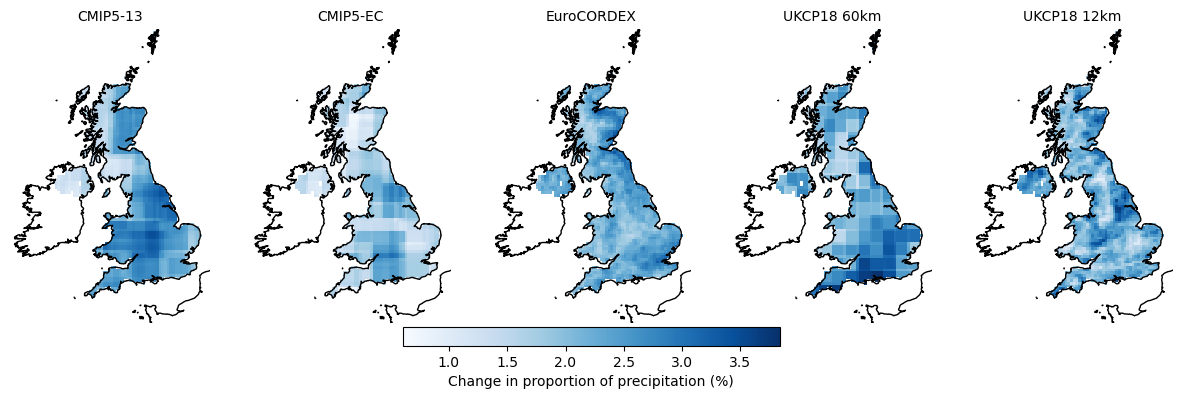 CMIP5-13 CMIP5-EC EuroCORDEX UKCP18 60km UKCP18 12km
1.0 1.5 2.0 2.5 3.0 3.5
Change in proportion of precipitation (%)